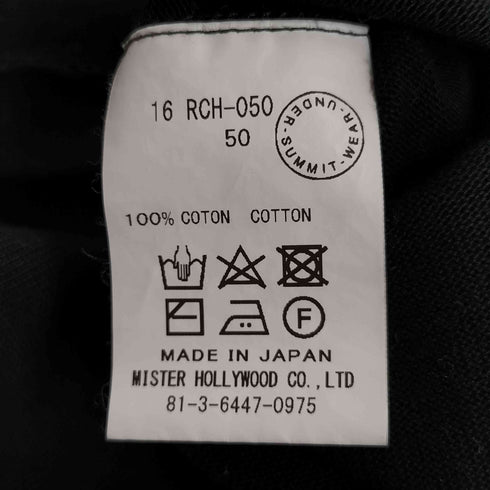 16 RCH-050
50
UNDER-SUMMIT-WEAR-
100% COTON COTTON
F
MADE IN JAPAN
MISTER HOLLYWOOD CO.,LTD
81-3-6447-0975